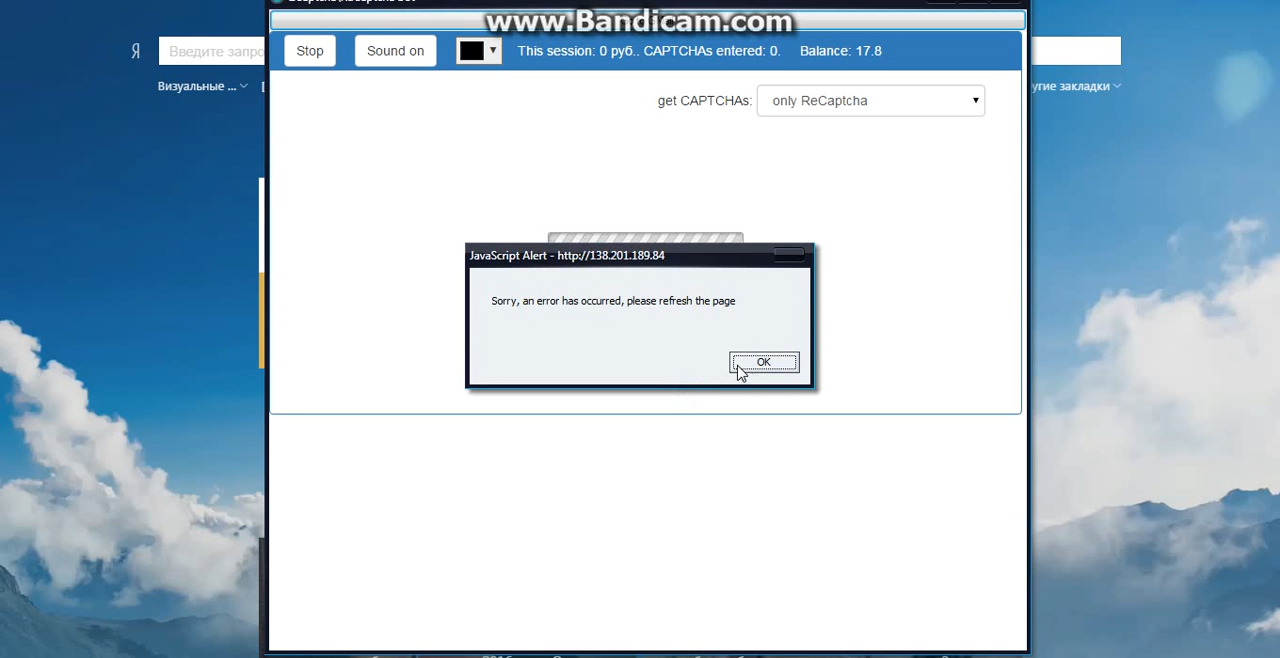 www.Bandicam.com
Я
Введите запро
Stop
Sound on
This session: 0 руб.. CAPTCHAs entered: 0.
Balance: 17.8
Визуальные ...
get CAPTCHAs:
only ReCaptcha
JavaScript Alert - http://138.201.189.84
Sorry, an error has occurred, please refresh the page
OK